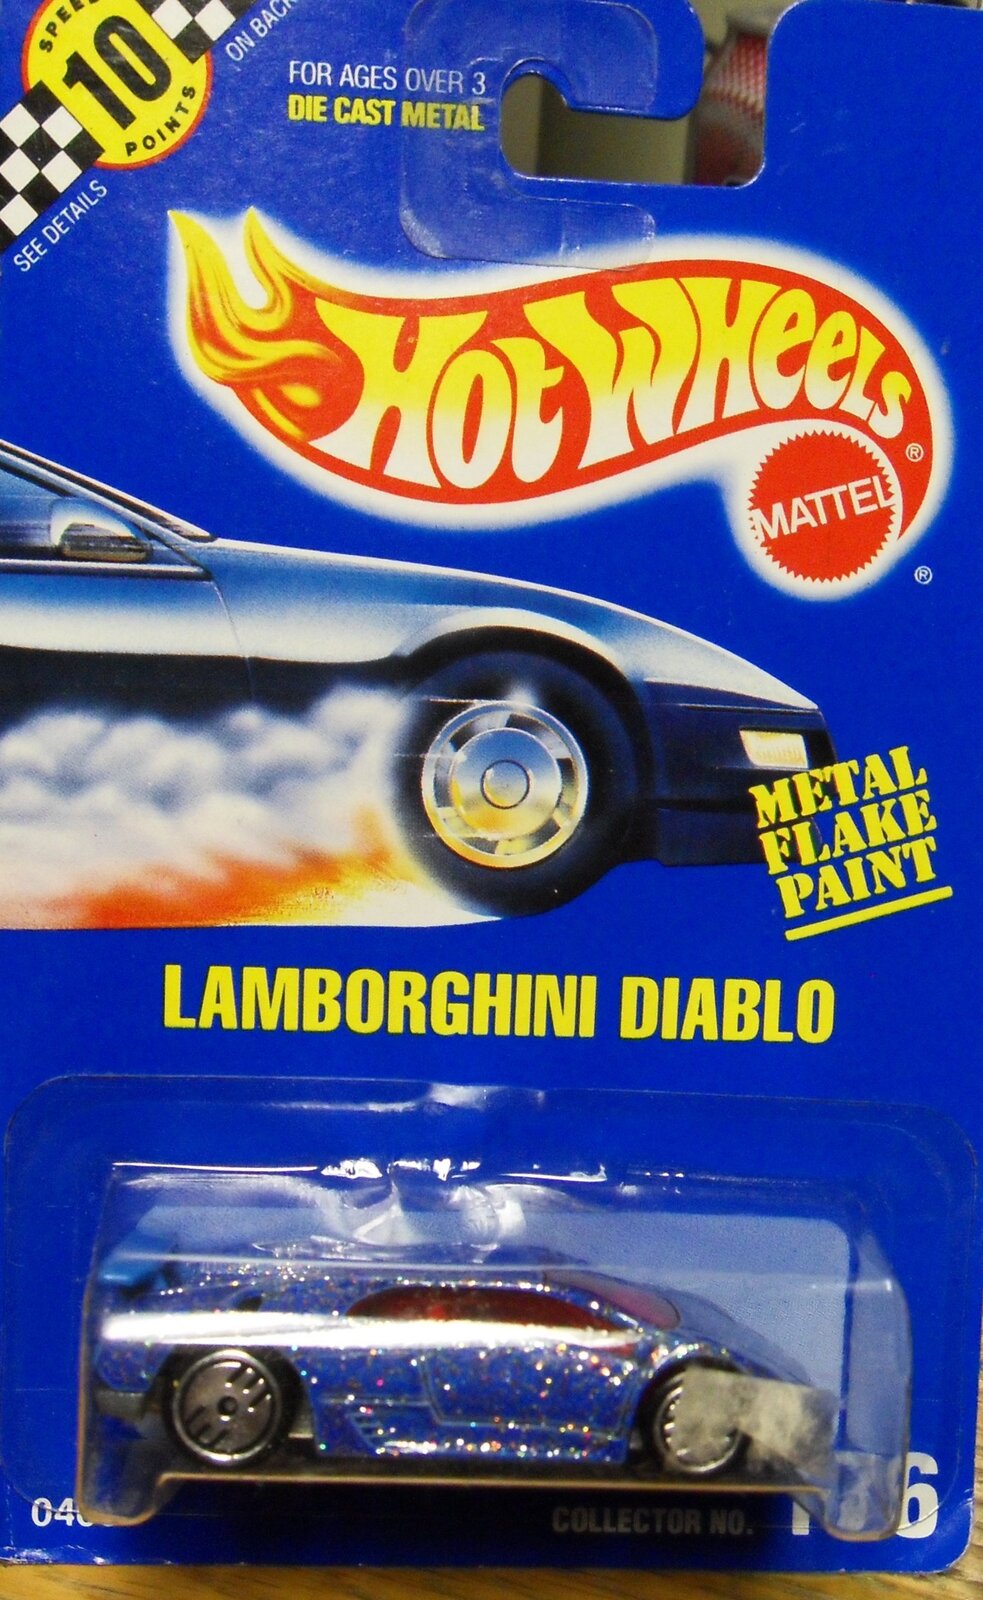 SPEED
10
POINTS
ON BACK
SEE DETAILS
FOR AGES OVER 3
DIE CAST METAL
HOT WHEELS®
MATTEL
®
METAL
FLAKE
PAINT
LAMBORGHINI DIABLO
COLLECTOR NO.